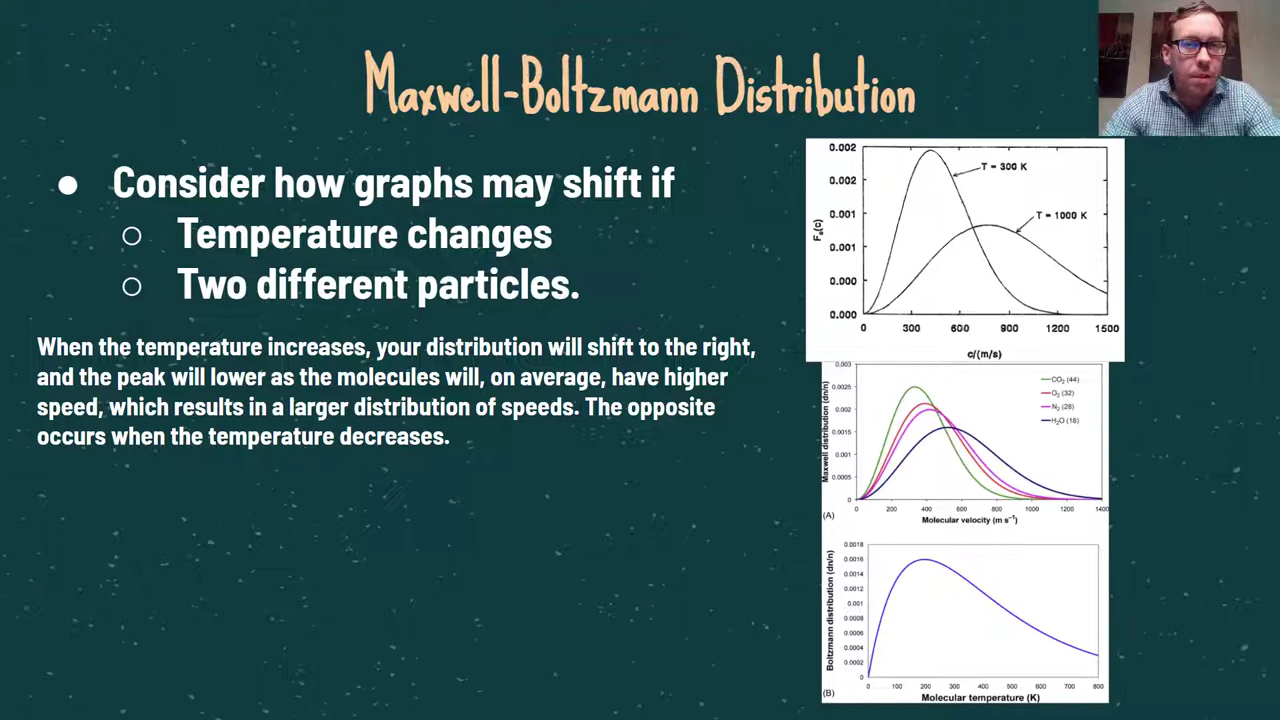 Maxwell-Boltzmann Distribution
● Consider how graphs may shift if
○ Temperature changes
○ Two different particles.
When the temperature increases, your distribution will shift to the right,
and the peak will lower as the molecules will, on average, have higher
speed, which results in a larger distribution of speeds. The opposite
occurs when the temperature decreases.
0.002
0.002
0.001
0.001
0.000
0.000
T = 300 K
T = 1000 K
0 300 600 900 1200 1500
c/(m/s)
0.003
0.0025
0.002
0.0015
0.001
0.0005
0
Maxwell distribution (dn/n)
CO₂ (44)
O₂ (32)
N₂ (28)
H₂O (18)
0 200 400 600 800 1000 1200 1400
(A)
Molecular velocity (m s⁻¹)
0.0018
0.0016
0.0014
0.0012
0.001
0.0008
0.0006
0.0004
0.0002
0
Boltzmann distribution (dn/n)
0 100 200 300 400 500 600 700 800
(B)
Molecular temperature (K)